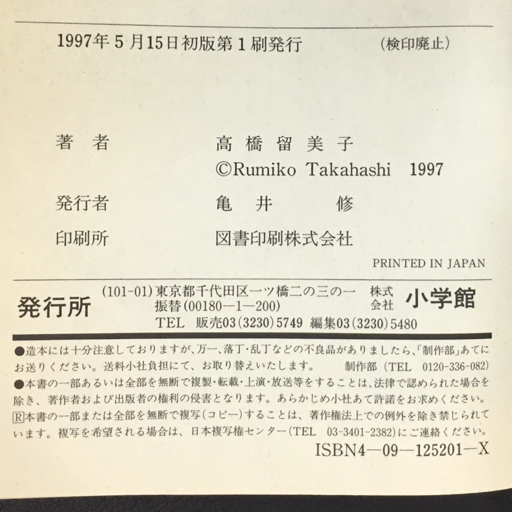 1997年5月15日初版第1刷発行 (検印廃止)
著者 高橋留美子
©Rumiko Takahashi 1997
発行者 亀井 修
印刷所 図書印刷株式会社
PRINTED IN JAPAN
発行所 (101-01)東京都千代田区一ツ橋二の三の一 株式会社 小学館
振替(00180-1-200)
TEL 販売03(3230)5749 編集03(3230)5480
●造本には十分注意しておりますが、万一、落丁・乱丁などの不良品がありましたら、「制作部」あてに
お送りください。送料小社負担にて、お取り替えいたします。 制作部(TEL 0120-336-082)
●本書の一部あるいは全部を無断で複製・転載・上演・放送等をすることは、法律で認められた場合を
除き、著作者および出版者の権利の侵害となります。あらかじめ小社あて許諾をお求めください。
R本書の一部または全部を無断で複写(コピー)することは、著作権法上での例外を除き禁じられて
います。複写を希望される場合は、日本複写権センター(TEL 03-3401-2382)にご連絡ください。
ISBN4-09-125201-X